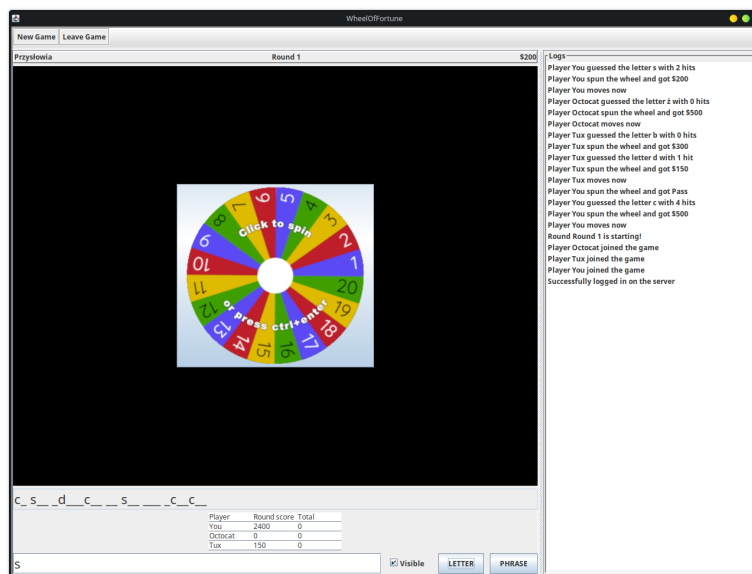 WheelOfFortune
New Game Leave Game
Przysłowia Round 1 $200
Click to spin
or press ctrl+enter
1
2
3
4
5
6
7
8
9
10
11
12
13
14
15
16
17
18
19
20
c_ s__ _d___c__ __ s__ ___ _c__c__
Player Round score Total
You 2400 0
Octocat 0 0
Tux 150 0
s
Visible LETTER PHRASE
Logs
Player You guessed the letter s with 2 hits
Player You spun the wheel and got $200
Player You moves now
Player Octocat guessed the letter ż with 0 hits
Player Octocat spun the wheel and got $500
Player Octocat moves now
Player Tux guessed the letter b with 0 hits
Player Tux spun the wheel and got $300
Player Tux guessed the letter d with 1 hit
Player Tux spun the wheel and got $150
Player Tux moves now
Player You spun the wheel and got Pass
Player You guessed the letter c with 4 hits
Player You spun the wheel and got $500
Player You moves now
Round Round 1 is starting!
Player Octocat joined the game
Player Tux joined the game
Player You joined the game
Successfully logged in on the server